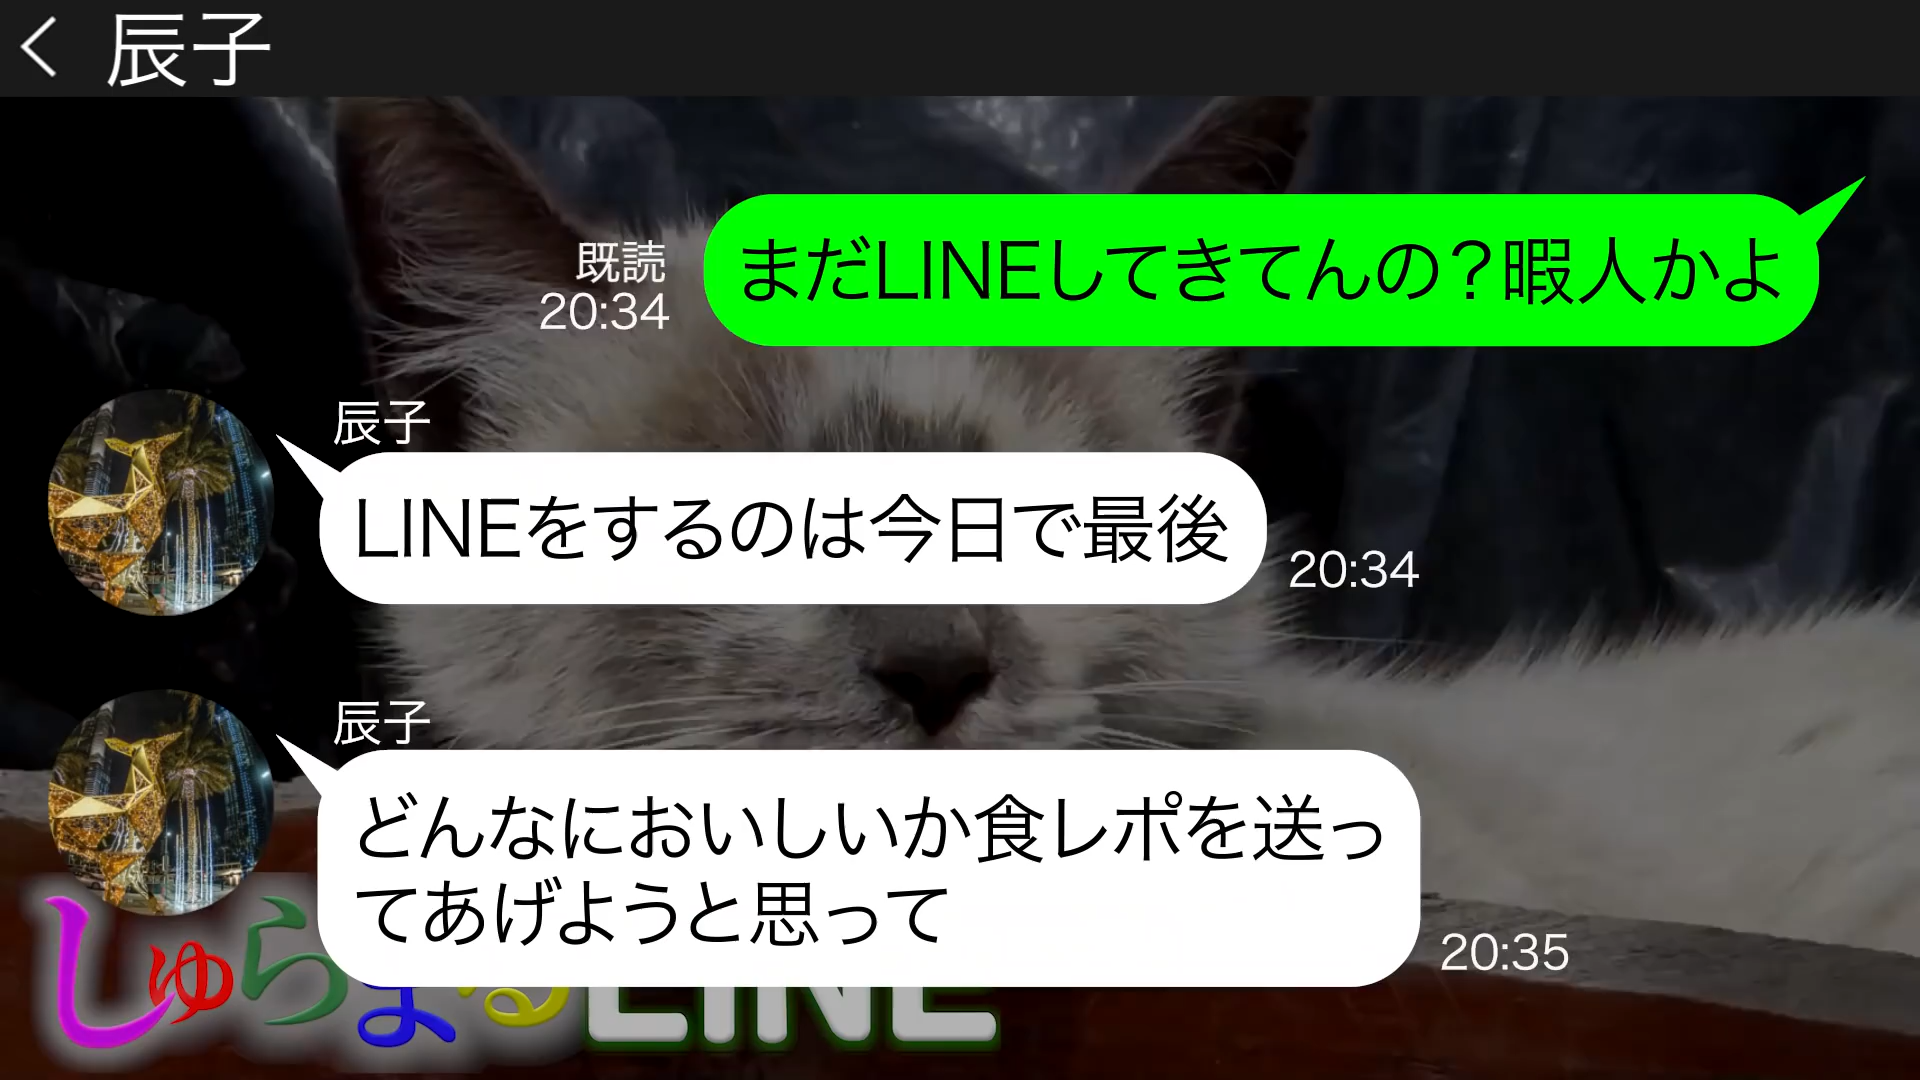 辰子
まだLINEしてきてんの？暇人かよ
既読
20:34
辰子
LINEをするのは今日で最後
20:34
辰子
どんなにおいしいか食レポを送っ
てあげようと思って
20:35
しゅらまるLINE